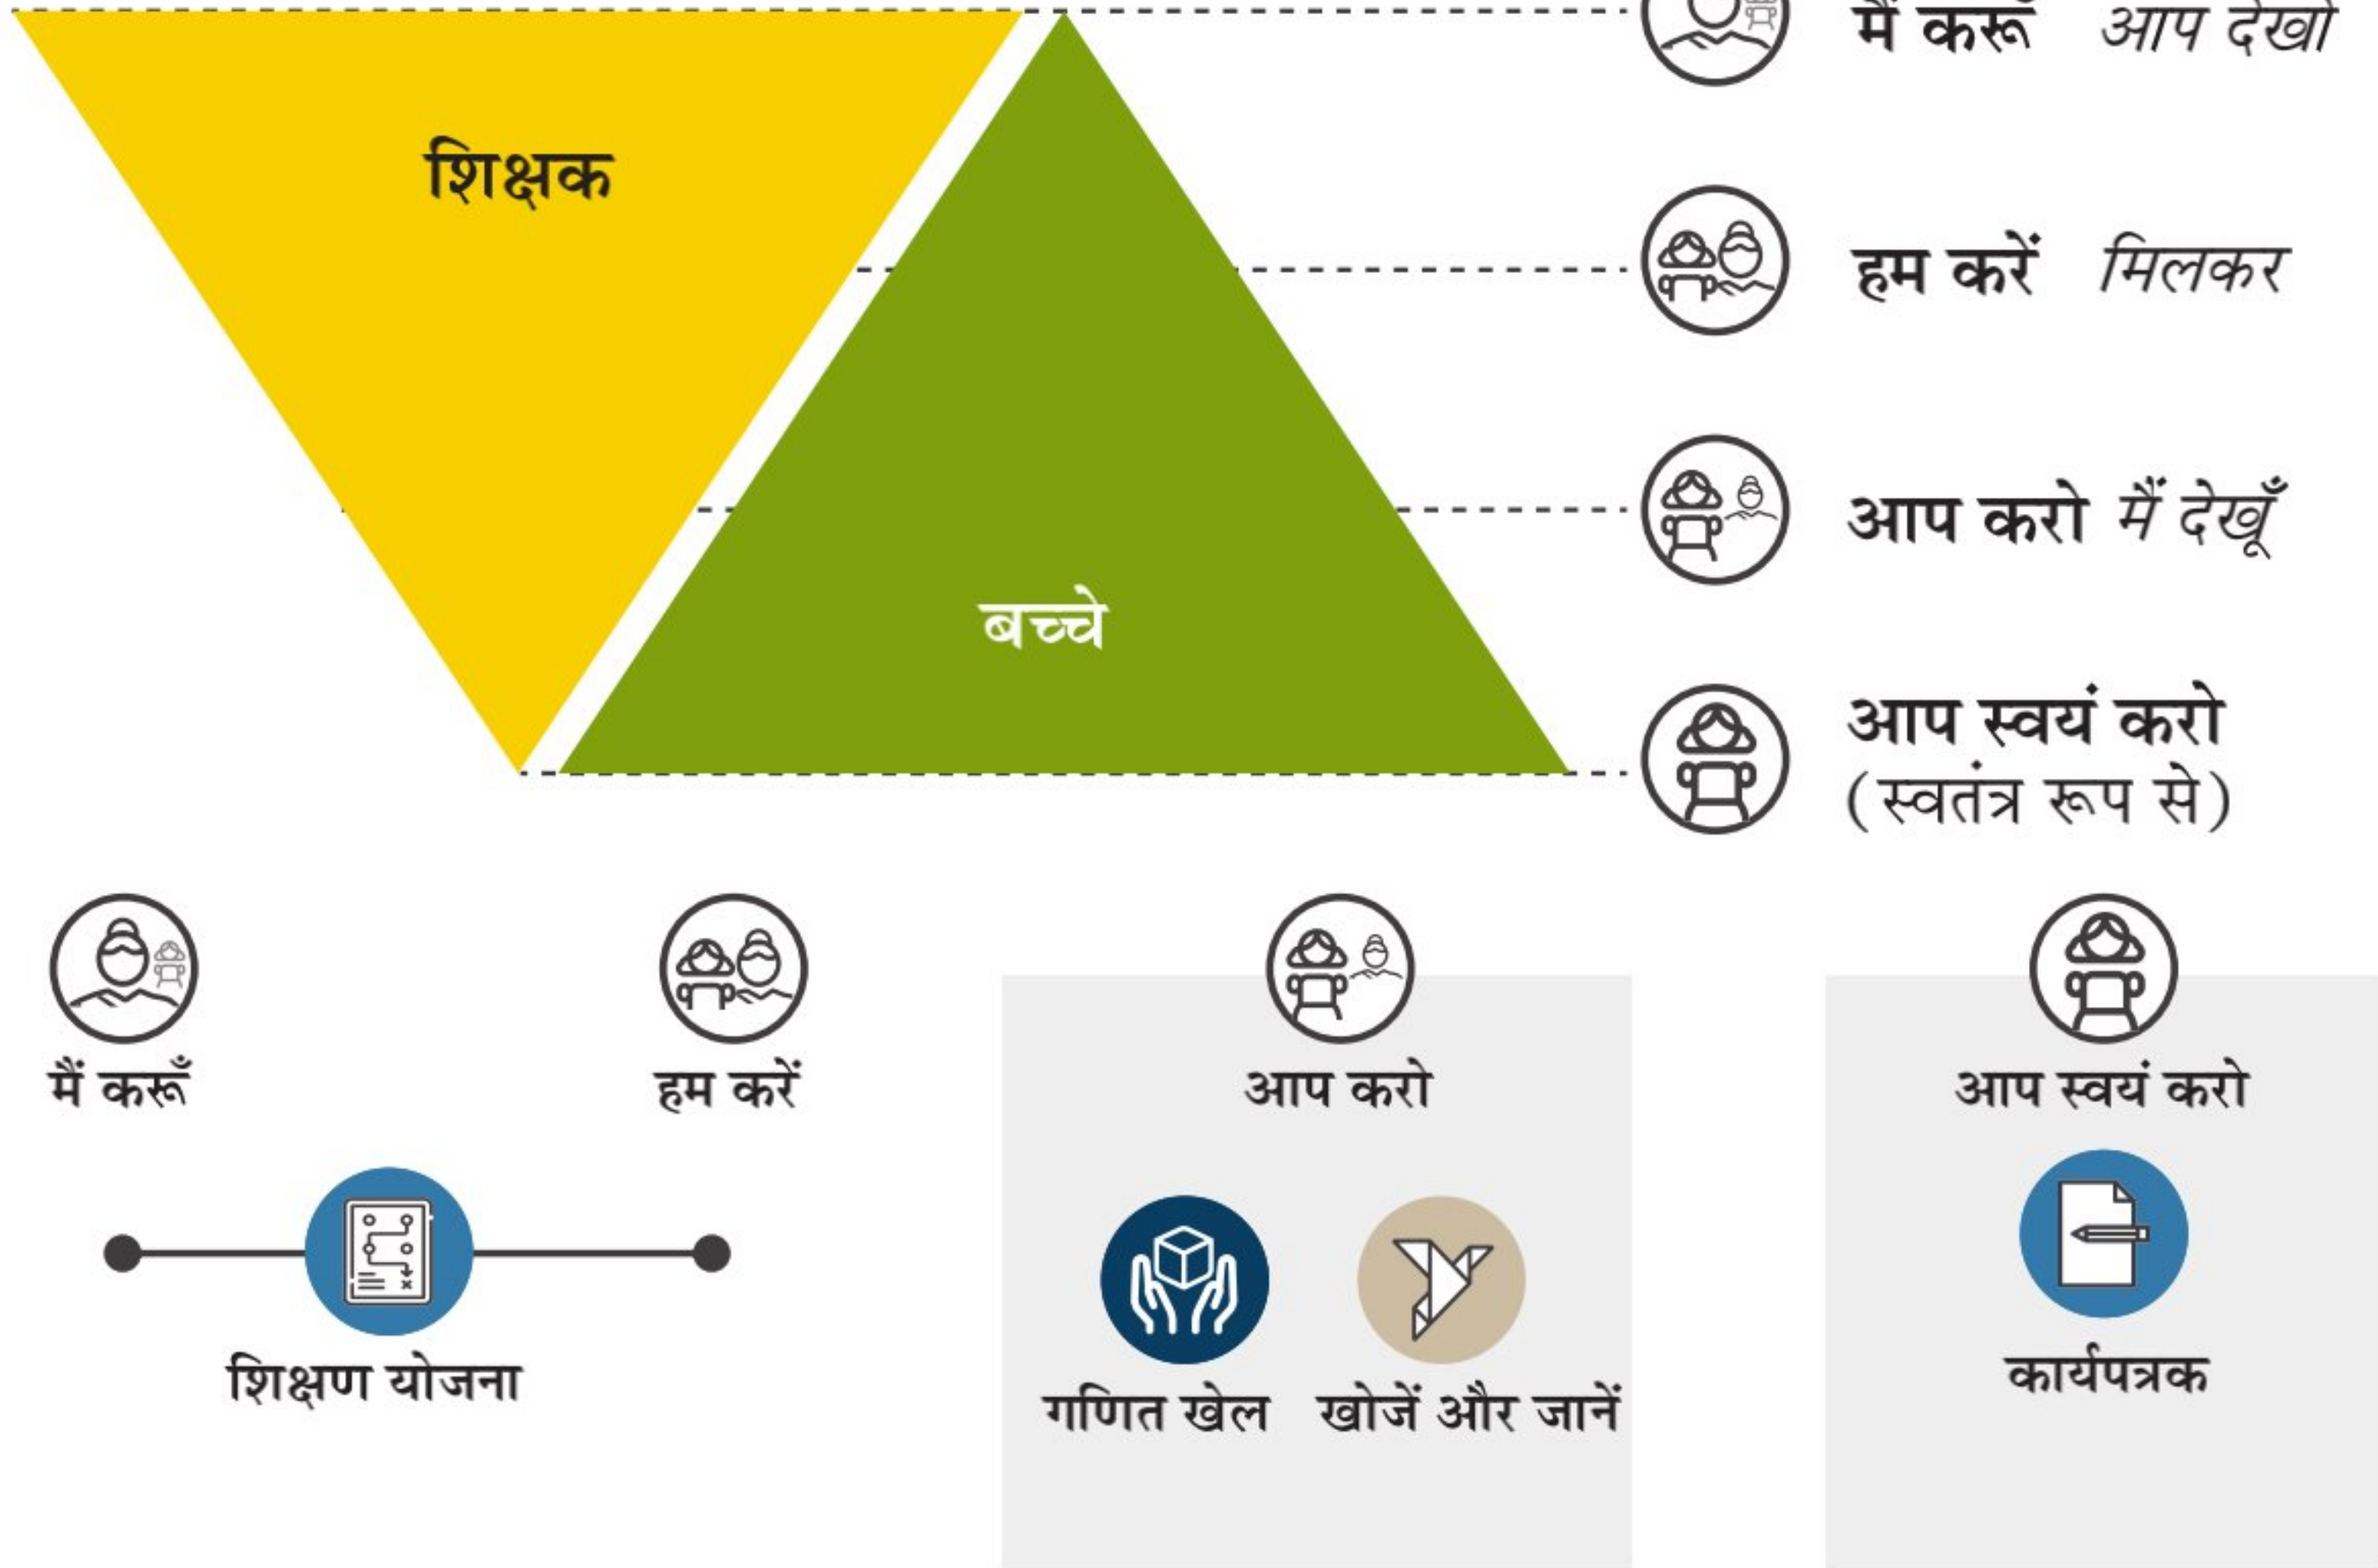 मैं करूँ आप देखो
शिक्षक
हम करें मिलकर
आप करो मैं देखूँ
बच्चे
आप स्वयं करो
(स्वतंत्र रूप से)
मैं करूँ
हम करें
आप करो
आप स्वयं करो
शिक्षण योजना
गणित खेल
खोजें और जानें
कार्यपत्रक